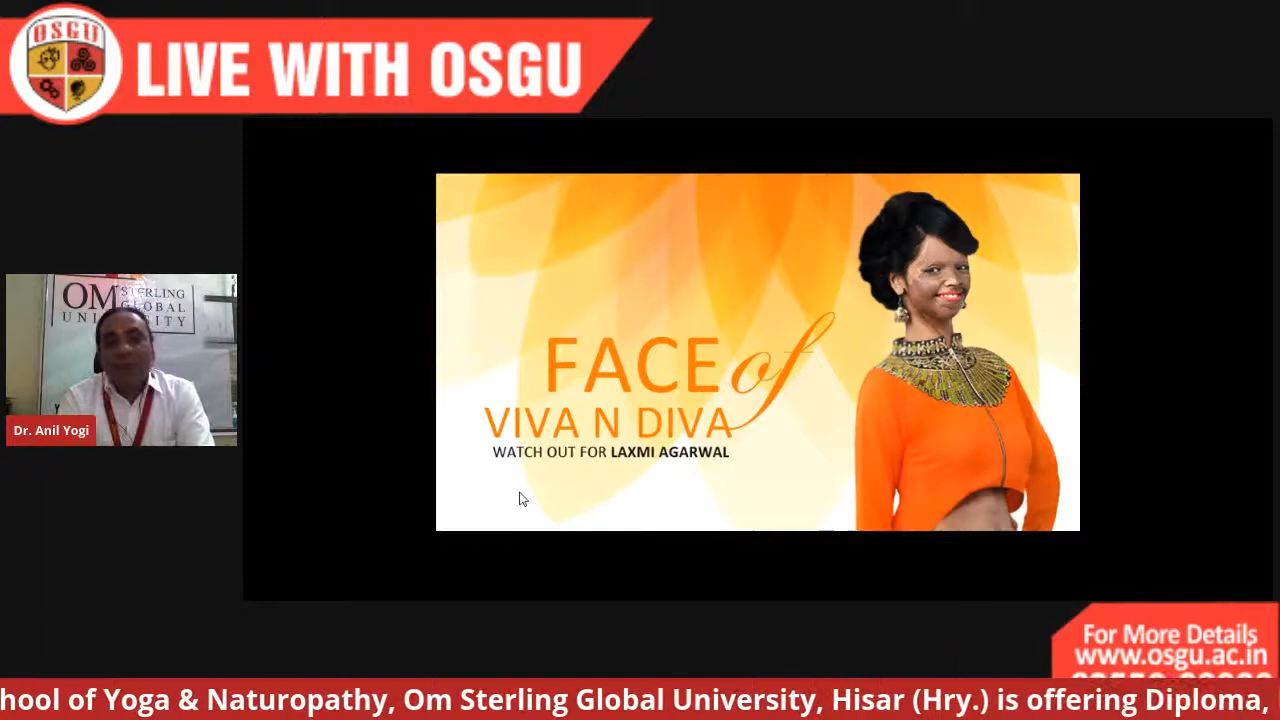 OSGU
LIVE WITH OSGU
OM STERLING
GLOBAL
UNIVERSITY
Dr. Anil Yogi
FACE of
VIVA N DIVA
WATCH OUT FOR LAXMI AGARWAL
For More Details
www.osgu.ac.in
hool of Yoga & Naturopathy, Om Sterling Global University, Hisar (Hry.) is offering Diploma,